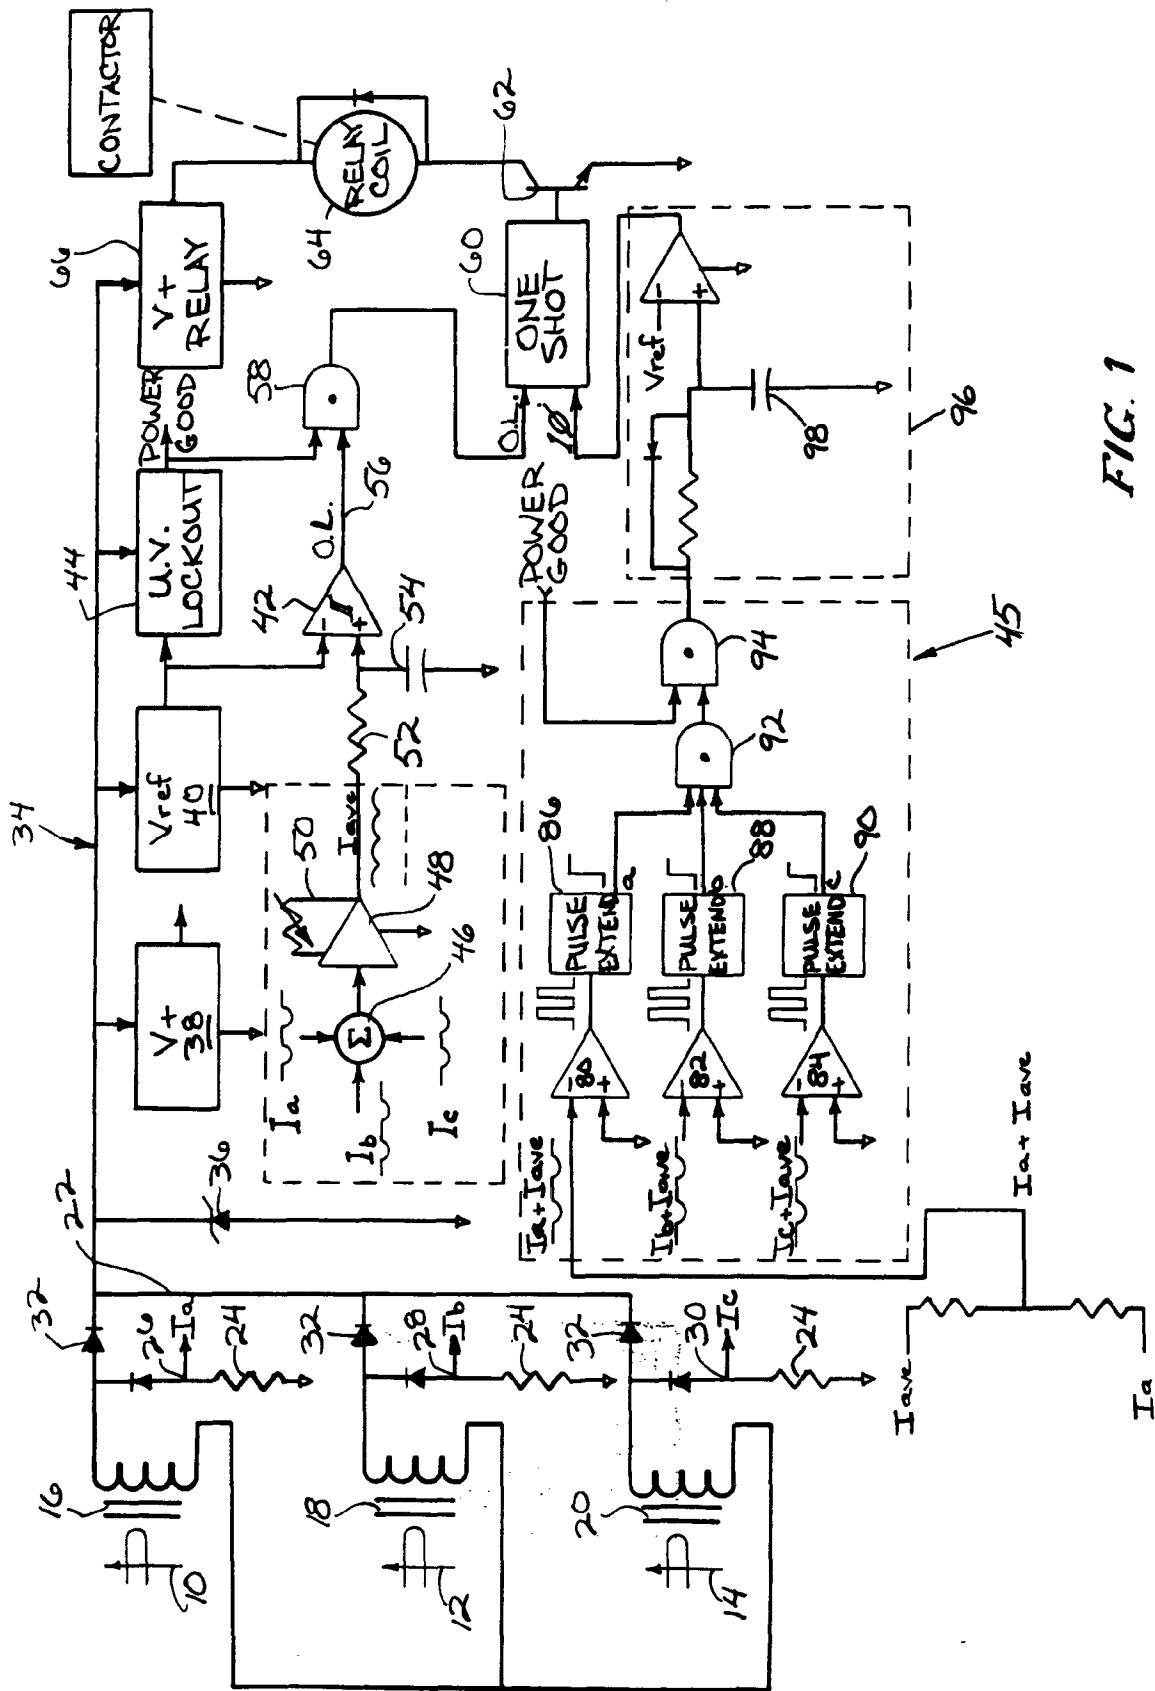 CONTACTOR
66
V+
RELAY
64
RELAY
COIL
62
POWER
GOOD
44
U.V.
LOCKOUT
58
60
ONE
SHOT
O.L.
1Ø
42
O.L.
56
54
52
34
Vref
40
V+
38
50
Iave
48
46
Σ
Ia
Ib
Ic
36
22
32
26
Ia
24
32
28
Ib
24
32
30
Ic
24
16
10
18
12
20
14
POWER
GOOD
Vref
98
96
45
94
92
86
PULSE
EXTEND
a
88
PULSE
EXTEND
b
90
PULSE
EXTEND
c
80
82
84
Ia+Iave
Ib+Iave
Ic+Iave
Ia+Iave
Iave
Ia
-
+
-
+
-
+
-
+
-
+
FIG. 1